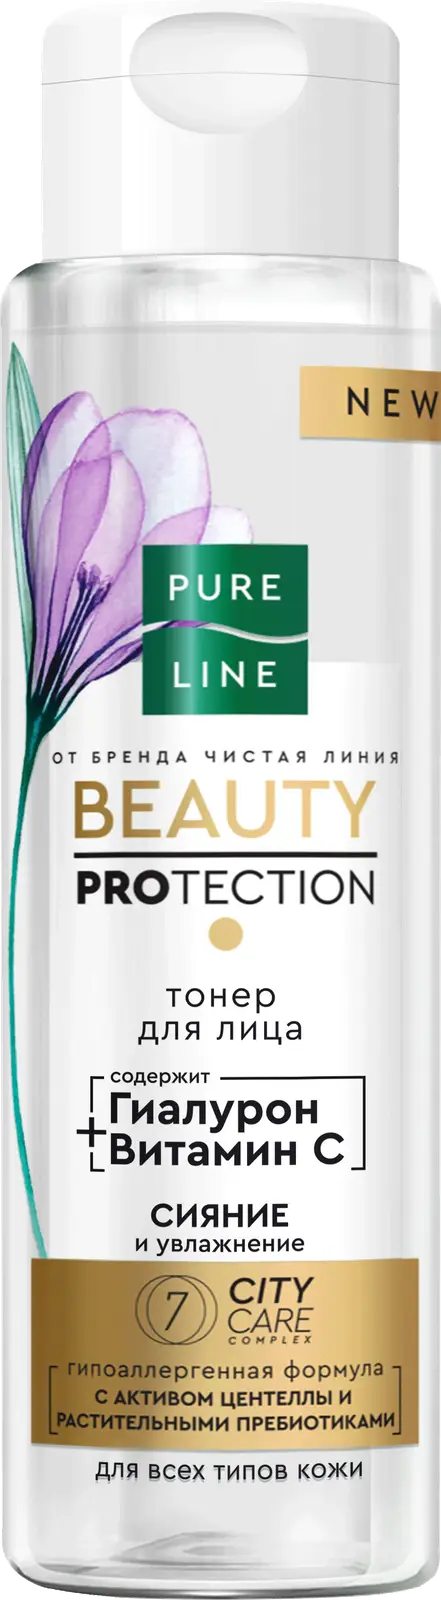 NEW
PURE
LINE
ОТ БРЕНДА ЧИСТАЯ ЛИНИЯ
BEAUTY
PROTECTION
тонер
для лица
содержит
Гиалурон
+ Витамин С
СИЯНИЕ
и увлажнение
7 CITY
CARE
COMPLEX
гипоаллергенная формула
С АКТИВОМ ЦЕНТЕЛЛЫ И
РАСТИТЕЛЬНЫМИ ПРЕБИОТИКАМИ
для всех типов кожи